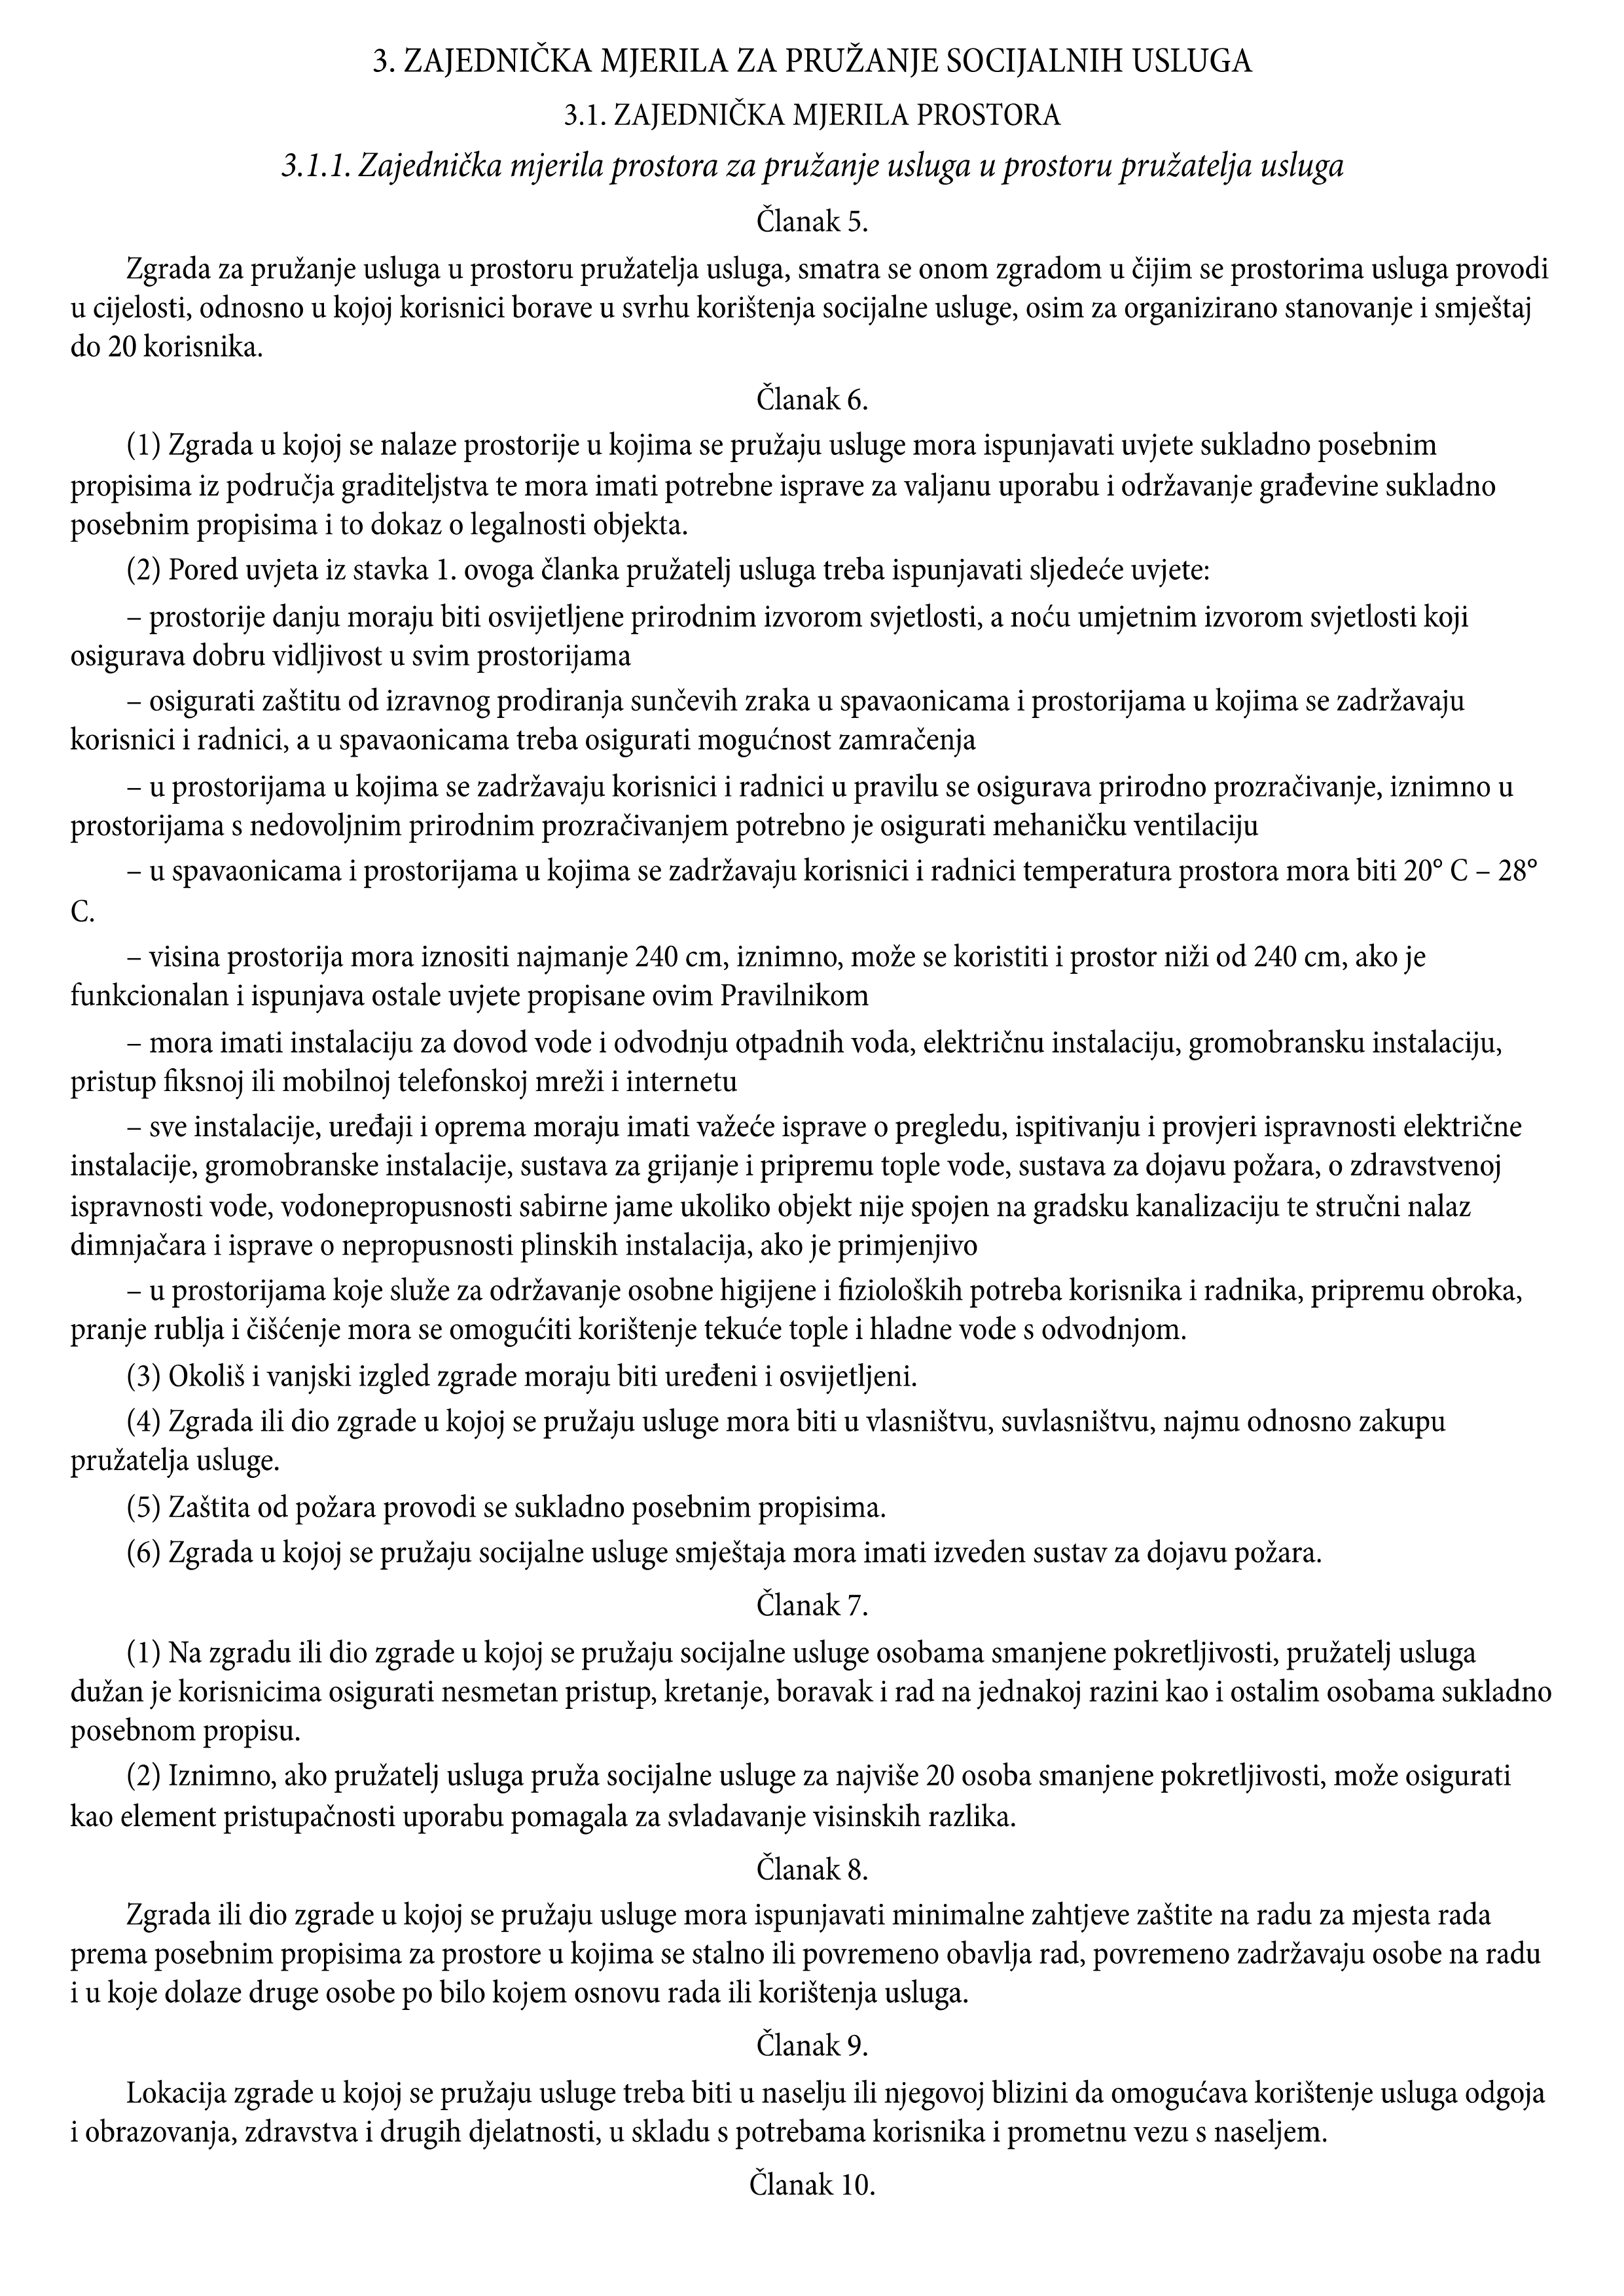 3. ZAJEDNIČKA MJERILA ZA PRUŽANJE SOCIJALNIH USLUGA
3.1. ZAJEDNIČKA MJERILA PROSTORA
3.1.1. Zajednička mjerila prostora za pružanje usluga u prostoru pružatelja usluga
Članak 5.
Zgrada za pružanje usluga u prostoru pružatelja usluga, smatra se onom zgradom u čijim se prostorima usluga provodi
u cijelosti, odnosno u kojoj korisnici borave u svrhu korištenja socijalne usluge, osim za organizirano stanovanje i smještaj
do 20 korisnika.
Članak 6.
(1) Zgrada u kojoj se nalaze prostorije u kojima se pružaju usluge mora ispunjavati uvjete sukladno posebnim
propisima iz područja graditeljstva te mora imati potrebne isprave za valjanu uporabu i održavanje građevine sukladno
posebnim propisima i to dokaz o legalnosti objekta.
(2) Pored uvjeta iz stavka 1. ovoga članka pružatelj usluga treba ispunjavati sljedeće uvjete:
– prostorije danju moraju biti osvijetljene prirodnim izvorom svjetlosti, a noću umjetnim izvorom svjetlosti koji
osigurava dobru vidljivost u svim prostorijama
– osigurati zaštitu od izravnog prodiranja sunčevih zraka u spavaonicama i prostorijama u kojima se zadržavaju
korisnici i radnici, a u spavaonicama treba osigurati mogućnost zamračenja
– u prostorijama u kojima se zadržavaju korisnici i radnici u pravilu se osigurava prirodno prozračivanje, iznimno u
prostorijama s nedovoljnim prirodnim prozračivanjem potrebno je osigurati mehaničku ventilaciju
– u spavaonicama i prostorijama u kojima se zadržavaju korisnici i radnici temperatura prostora mora biti 20° C – 28°
C.
– visina prostorija mora iznositi najmanje 240 cm, iznimno, može se koristiti i prostor niži od 240 cm, ako je
funkcionalan i ispunjava ostale uvjete propisane ovim Pravilnikom
– mora imati instalaciju za dovod vode i odvodnju otpadnih voda, električnu instalaciju, gromobransku instalaciju,
pristup fiksnoj ili mobilnoj telefonskoj mreži i internetu
– sve instalacije, uređaji i oprema moraju imati važeće isprave o pregledu, ispitivanju i provjeri ispravnosti električne
instalacije, gromobranske instalacije, sustava za grijanje i pripremu tople vode, sustava za dojavu požara, o zdravstvenoj
ispravnosti vode, vodonepropusnosti sabirne jame ukoliko objekt nije spojen na gradsku kanalizaciju te stručni nalaz
dimnjačara i isprave o nepropusnosti plinskih instalacija, ako je primjenjivo
– u prostorijama koje služe za održavanje osobne higijene i fizioloških potreba korisnika i radnika, pripremu obroka,
pranje rublja i čišćenje mora se omogućiti korištenje tekuće tople i hladne vode s odvodnjom.
(3) Okoliš i vanjski izgled zgrade moraju biti uređeni i osvijetljeni.
(4) Zgrada ili dio zgrade u kojoj se pružaju usluge mora biti u vlasništvu, suvlasništvu, najmu odnosno zakupu
pružatelja usluge.
(5) Zaštita od požara provodi se sukladno posebnim propisima.
(6) Zgrada u kojoj se pružaju socijalne usluge smještaja mora imati izveden sustav za dojavu požara.
Članak 7.
(1) Na zgradu ili dio zgrade u kojoj se pružaju socijalne usluge osobama smanjene pokretljivosti, pružatelj usluga
dužan je korisnicima osigurati nesmetan pristup, kretanje, boravak i rad na jednakoj razini kao i ostalim osobama sukladno
posebnom propisu.
(2) Iznimno, ako pružatelj usluga pruža socijalne usluge za najviše 20 osoba smanjene pokretljivosti, može osigurati
kao element pristupačnosti uporabu pomagala za svladavanje visinskih razlika.
Članak 8.
Zgrada ili dio zgrade u kojoj se pružaju usluge mora ispunjavati minimalne zahtjeve zaštite na radu za mjesta rada
prema posebnim propisima za prostore u kojima se stalno ili povremeno obavlja rad, povremeno zadržavaju osobe na radu
i u koje dolaze druge osobe po bilo kojem osnovu rada ili korištenja usluga.
Članak 9.
Lokacija zgrade u kojoj se pružaju usluge treba biti u naselju ili njegovoj blizini da omogućava korištenje usluga odgoja
i obrazovanja, zdravstva i drugih djelatnosti, u skladu s potrebama korisnika i prometnu vezu s naseljem.
Članak 10.